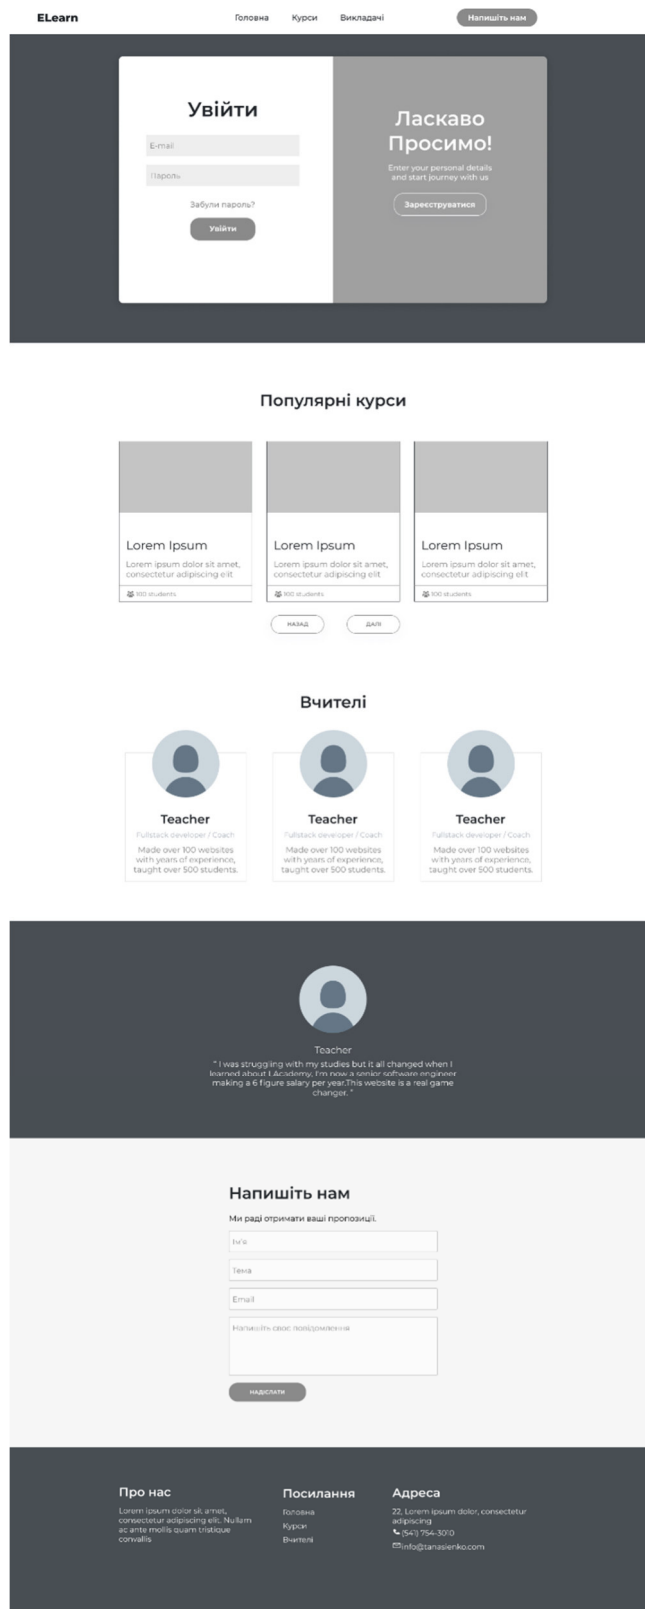 ELearn
Головна Курси Викладачі
Напишіть нам
Увійти
E-mail
Пароль
Забули пароль?
Увійти
Ласкаво
Просимо!
Enter your personal details
and start journey with us
Зареєструватися
Популярні курси
Lorem Ipsum
Lorem ipsum dolor sit amet,
consectetur adipiscing elit
100 students
Lorem Ipsum
Lorem ipsum dolor sit amet,
consectetur adipiscing elit
100 students
Lorem Ipsum
Lorem ipsum dolor sit amet,
consectetur adipiscing elit
100 students
НАЗАД
ДАЛІ
Вчителі
Teacher
Fullstack developer / Coach
Made over 100 websites
with years of experience,
taught over 500 students.
Teacher
Fullstack developer / Coach
Made over 100 websites
with years of experience,
taught over 500 students.
Teacher
Fullstack developer / Coach
Made over 100 websites
with years of experience,
taught over 500 students.
Teacher
" I was struggling with my studies but it all changed when I
learned about LAcademy, I'm now a senior software engineer
making a 6 figure salary per year.This website is a real game
changer. "
Напишіть нам
Ми раді отримати ваші пропозиції.
Ім'я
Тема
Email
Напишіть своє повідомлення
НАДІСЛАТИ
Про нас
Lorem ipsum dolor sit amet,
consectetur adipiscing elit. Nullam
ac ante mollis quam tristique
convallis
Посилання
Головна
Курси
Вчителі
Адреса
22, Lorem ipsum dolor, consectetur
adipiscing
(541) 754-3010
info@tanasienko.com